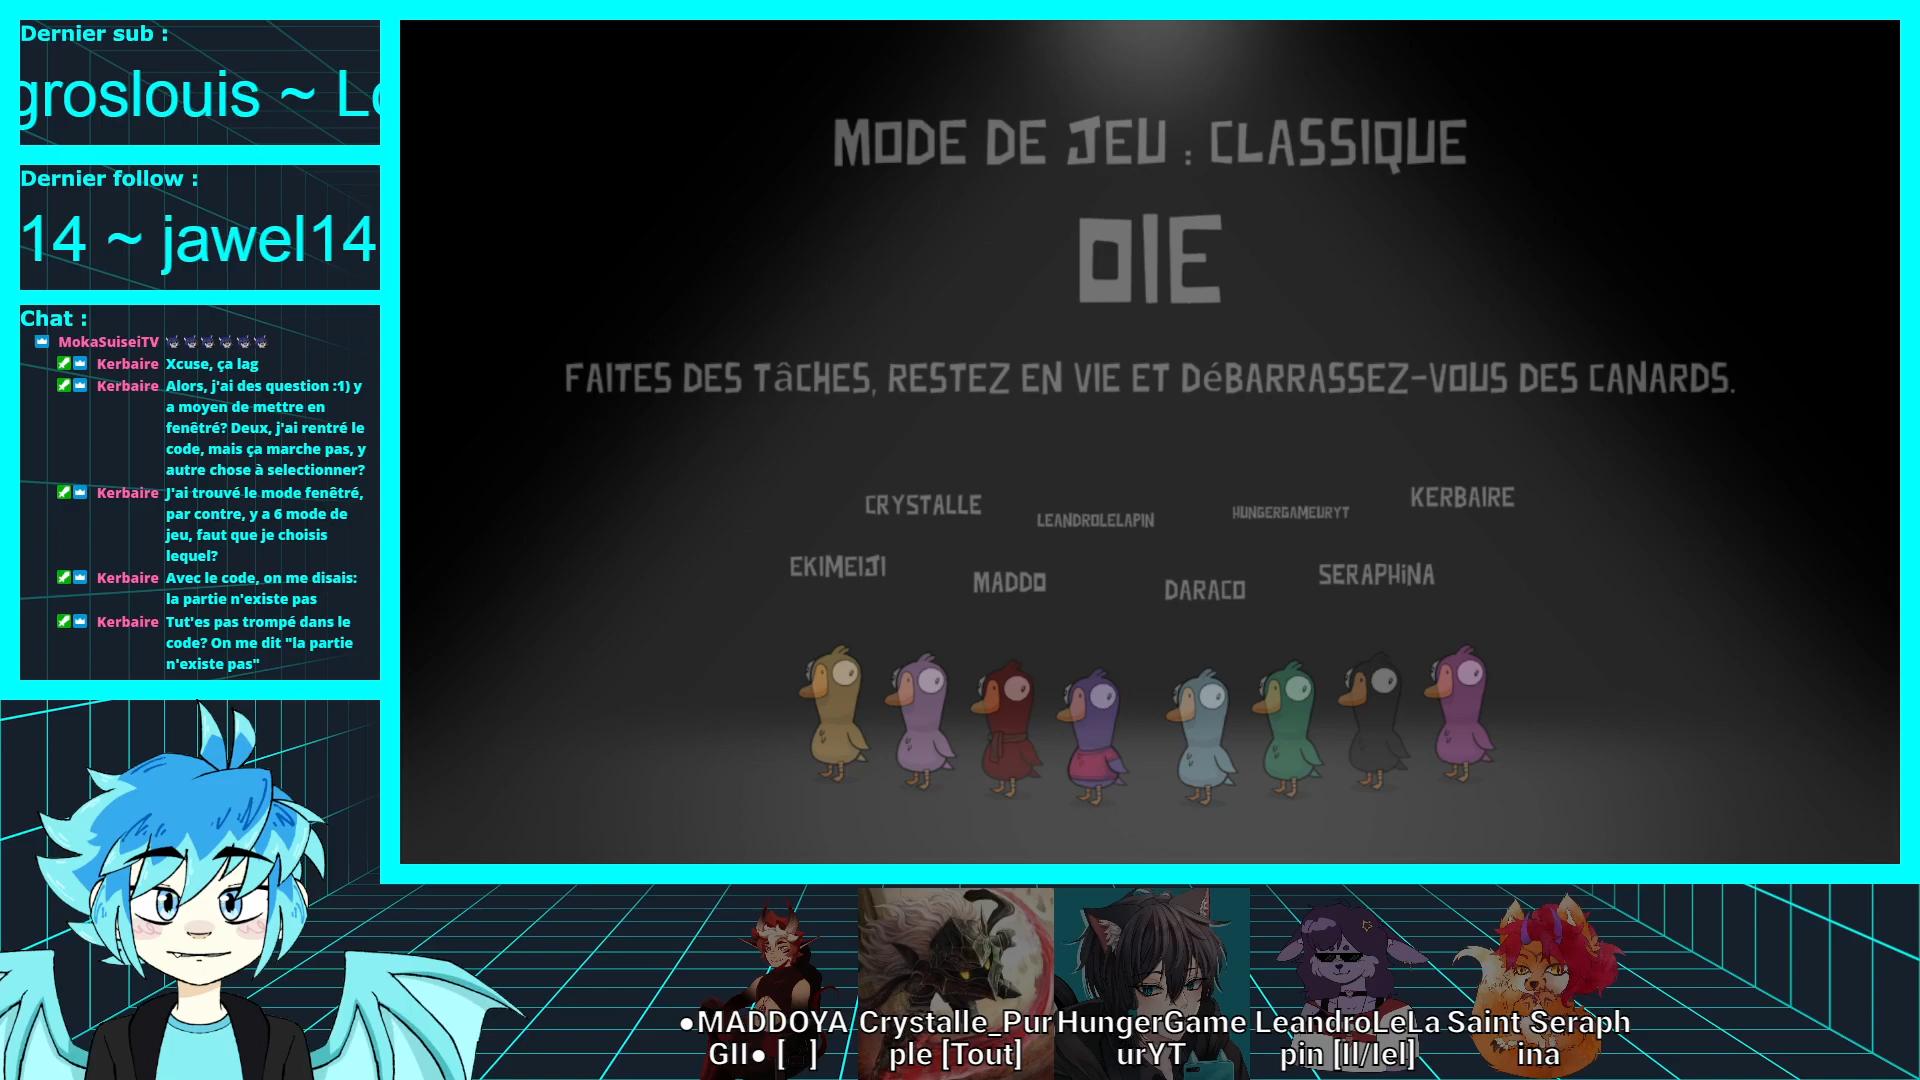 Dernier sub :
groslouis ~ Lo
Dernier follow :
14 ~ jawel14
Chat :
MokaSuiseiTV
Kerbaire Xcuse, ça lag
Kerbaire Alors, j'ai des question :1) y
a moyen de mettre en
fenêtré? Deux, j'ai rentré le
code, mais ça marche pas, y
autre chose à selectionner?
Kerbaire J'ai trouvé le mode fenêtré,
par contre, y a 6 mode de
jeu, faut que je choisis
lequel?
Kerbaire Avec le code, on me disais:
la partie n'existe pas
Kerbaire Tut'es pas trompé dans le
code? On me dit "la partie
n'existe pas"
MODE DE JEU : CLASSIQUE
OIE
FAITES DES TâCHES, RESTEZ EN VIE ET DéBARRASSEZ-VOUS DES CANARDS.
CRYSTALLE
LEANDROLELAPIN
HUNGERGAMEURYT
KERBAIRE
EKIMEIJI
MADDO
DARACO
SERAPHINA
●MADDOYA
GII● [ ]
Crystalle_Pur
ple [Tout]
HungerGame
urYT
LeandroLeLa
pin [Il/Iel]
Saint Seraph
ina